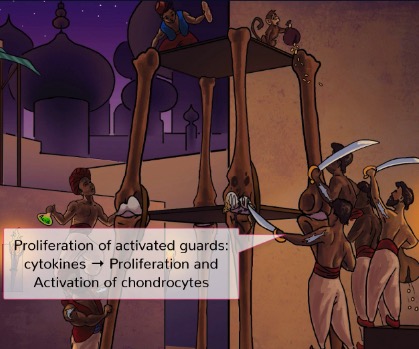 Proliferation of activated guards:
cytokines → Proliferation and
Activation of chondrocytes